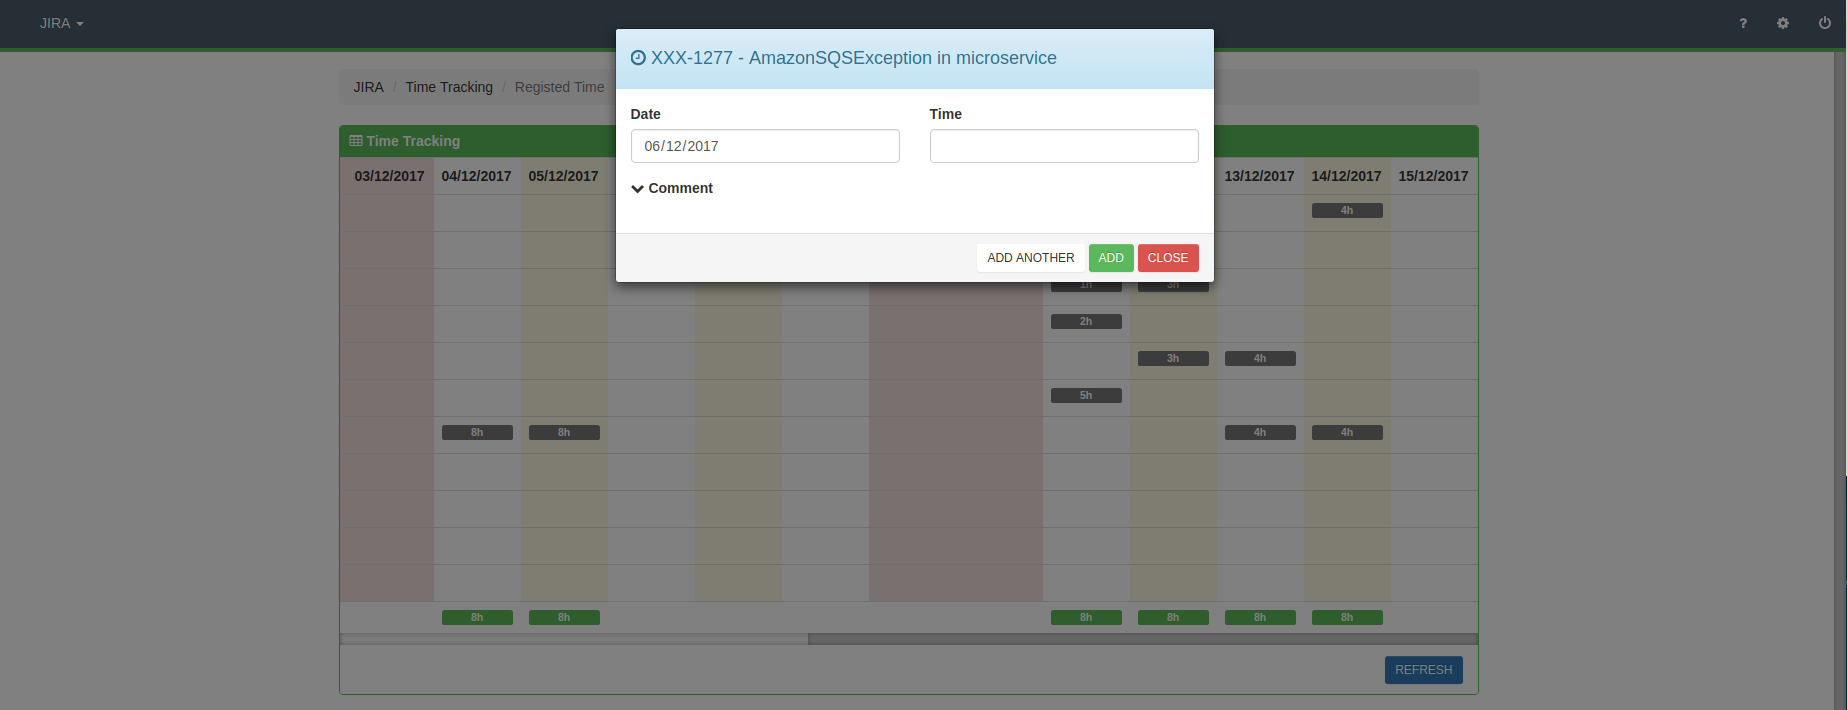 JIRA
?
XXX-1277 - AmazonSQSException in microservice
JIRA / Time Tracking / Registed Time
Date Time
06/12/2017
Comment
ADD ANOTHER ADD CLOSE
Time Tracking
03/12/2017 04/12/2017 05/12/2017 13/12/2017 14/12/2017 15/12/2017
4h
1h 3h
2h
3h 4h
5h
8h 8h 4h 4h
8h 8h 8h 8h 8h 8h
REFRESH